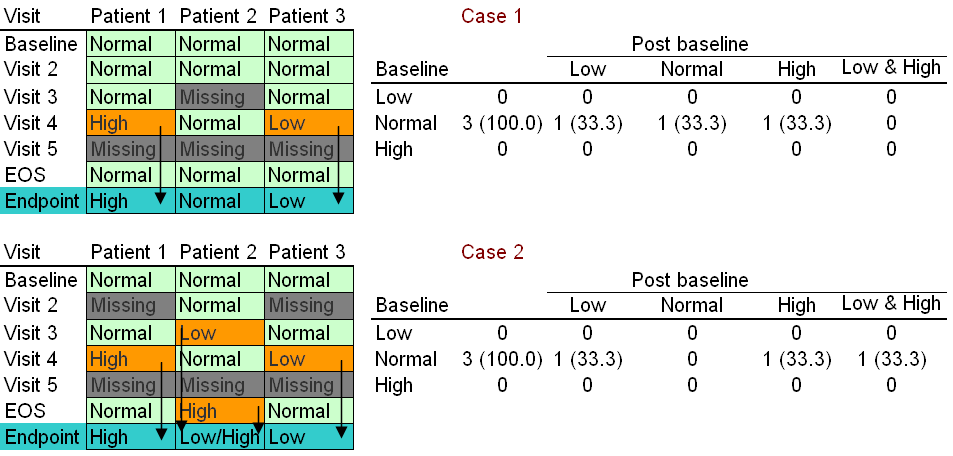 Visit Patient 1 Patient 2 Patient 3
Baseline Normal Normal Normal
Visit 2 Normal Normal Normal
Visit 3 Normal Missing Normal
Visit 4 High Normal Low
Visit 5 Missing Missing Missing
EOS Normal Normal Normal
Endpoint High Normal Low
Case 1
Post baseline
Baseline Low Normal High Low & High
Low 0 0 0 0 0
Normal 3 (100.0) 1 (33.3) 1 (33.3) 1 (33.3) 0
High 0 0 0 0 0
Visit Patient 1 Patient 2 Patient 3
Baseline Normal Normal Normal
Visit 2 Missing Normal Missing
Visit 3 Normal Low Normal
Visit 4 High Normal Low
Visit 5 Missing Missing Missing
EOS Normal High Normal
Endpoint High Low/High Low
Case 2
Post baseline
Baseline Low Normal High Low & High
Low 0 0 0 0 0
Normal 3 (100.0) 1 (33.3) 0 1 (33.3) 1 (33.3)
High 0 0 0 0 0